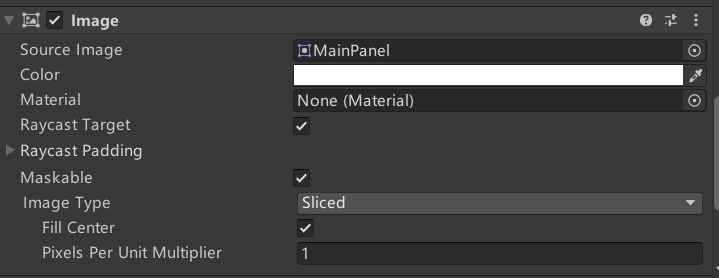 Image
Source Image MainPanel
Color
Material None (Material)
Raycast Target
Raycast Padding
Maskable
Image Type Sliced
Fill Center
Pixels Per Unit Multiplier 1